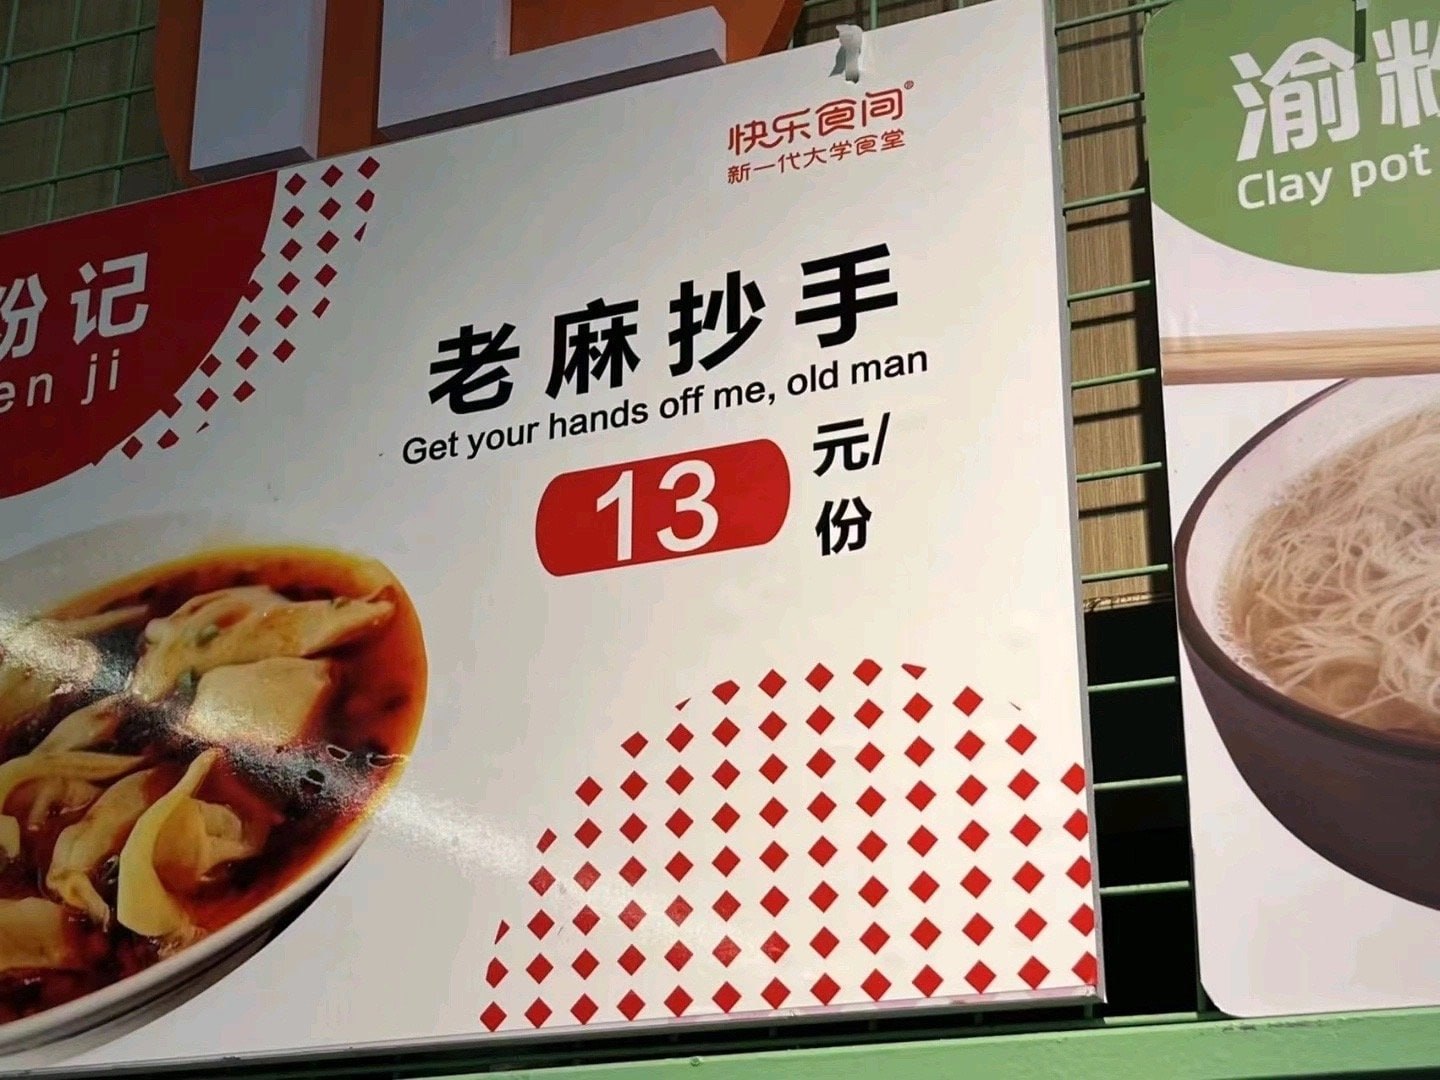 快乐食间®
新一代大学食堂
记
en ji
老麻抄手
Get your hands off me, old man
13 元/
份
渝粉
Clay pot